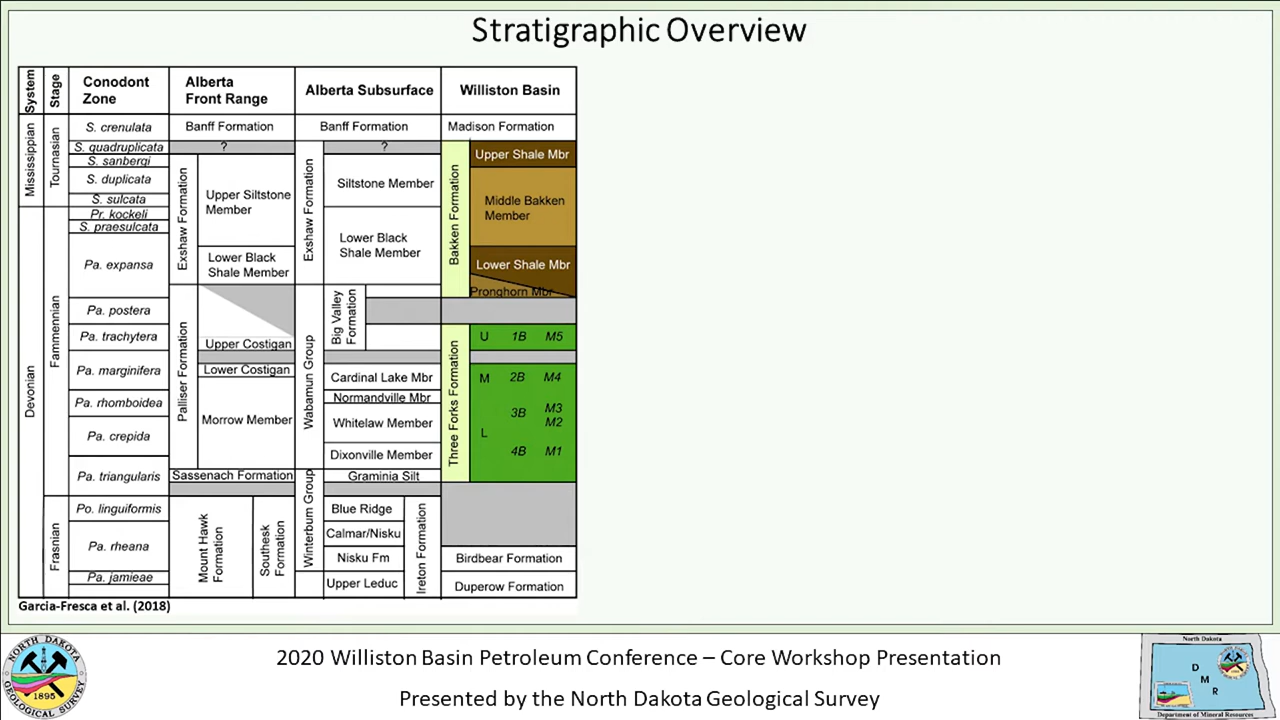 Stratigraphic Overview
System
Stage
Conodont
Zone
Alberta
Front Range
Alberta Subsurface
Williston Basin
Mississippian
Devonian
Tournasian
Fammennian
Frasnian
S. crenulata
S. quadruplicata
S. sanbergi
S. duplicata
S. sulcata
Pr. kockeli
S. praesulcata
Pa. expansa
Pa. postera
Pa. trachytera
Pa. marginifera
Pa. rhomboidea
Pa. crepida
Pa. triangularis
Po. linguiformis
Pa. rheana
Pa. jamieae
Banff Formation
?
Exshaw Formation
Upper Siltstone
Member
Lower Black
Shale Member
Palliser Formation
Upper Costigan
Lower Costigan
Morrow Member
Sassenach Formation
Mount Hawk
Formation
Southesk
Formation
Banff Formation
?
Exshaw Formation
Siltstone Member
Lower Black
Shale Member
Wabamun Group
Big Valley
Formation
Cardinal Lake Mbr
Normandville Mbr
Whitelaw Member
Dixonville Member
Winterbum Group
Graminia Silt
Blue Ridge
Calmar/Nisku
Nisku Fm
Upper Leduc
Ireton Formation
Madison Formation
Bakken Formation
Upper Shale Mbr
Middle Bakken
Member
Lower Shale Mbr
Pronghorn Mbr
Three Forks Formation
U 1B M5
M 2B M4
3B M3
M2
L
4B M1
Birdbear Formation
Duperow Formation
Garcia-Fresca et al. (2018)
2020 Williston Basin Petroleum Conference – Core Workshop Presentation
Presented by the North Dakota Geological Survey
NORTH DAKOTA
GEOLOGICAL SURVEY
1895
North Dakota
D
M
R
Department of Mineral Resources